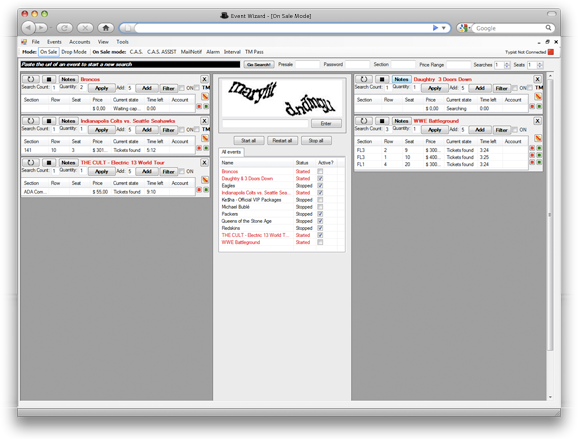 Event Wizard - [On Sale Mode]
Google
File Events Accounts View Tools
Mode: On Sale Drop Mode On Sale mode: C.A.S. C.A.S. ASSIST MailNotif Alarm Interval TM Pass Typist Not Connected
Paste the url of an event to start a new search Go Search! Presale Password Section Price Range Searches 1 Seats 1
Notes Broncos X
Search Count: 1 Quantity: 2 Apply Add: 5 Add Filter ON TM
Section Row Seat Price Current state Time left Account
$ 0.00 Waiting cap... 0:00
Notes Indianapolis Colts vs. Seattle Seahawks X
Search Count: 1 Quantity: 1 Apply Add: 5 Add Filter ON TM
Section Row Seat Price Current state Time left Account
141 10 3 $ 301... Tickets found 5:12
Notes THE CULT - Electric 13 World Tour X
Search Count: 1 Quantity: 1 Apply Add: 5 Add Filter ON
Section Row Seat Price Current state Time left Account
ADA Com... $ 55,00 Tickets found 9:10
Enter
Start all Restart all Stop all
All events
Name Status Active?
Broncos Started
Daughtry & 3 Doors Down Started
Eagles Stopped
Indianapolis Colts vs. Seattle Sea... Started
Ke$ha - Official VIP Packages Stopped
Michael Bublé Stopped
Packers Stopped
Queens of the Stone Age Stopped
Redskins Stopped
THE CULT - Electric 13 World T... Started
WWE Battleground Started
Notes Daughtry 3 Doors Down X
Search Count: 1 Quantity: 1 Apply Add: 5 Add Filter ON TM
Section Row Seat Price Current state Time left Account
$ 0.00 Searching 0:00
Notes WWE Battleground X
Search Count: 3 Quantity: 1 Apply Add: 5 Add Filter ON TM
Section Row Seat Price Current state Time left Account
FL3 2 9 $ 300... Tickets found 3:24
FL3 1 10 $ 400... Tickets found 3:25
FL1 4 9 $ 300... Tickets found 3:24